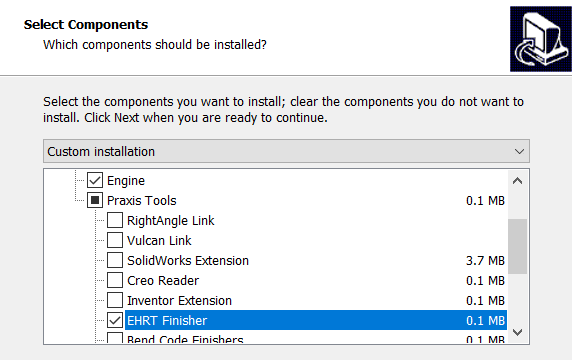 Select Components
Which components should be installed?
Select the components you want to install; clear the components you do not want to
install. Click Next when you are ready to continue.
Custom installation
Engine
Praxis Tools 0.1 MB
RightAngle Link
Vulcan Link
SolidWorks Extension 3.7 MB
Creo Reader 0.1 MB
Inventor Extension 0.1 MB
EHRT Finisher 0.1 MB
Bend Code Finishers 0.1 MB